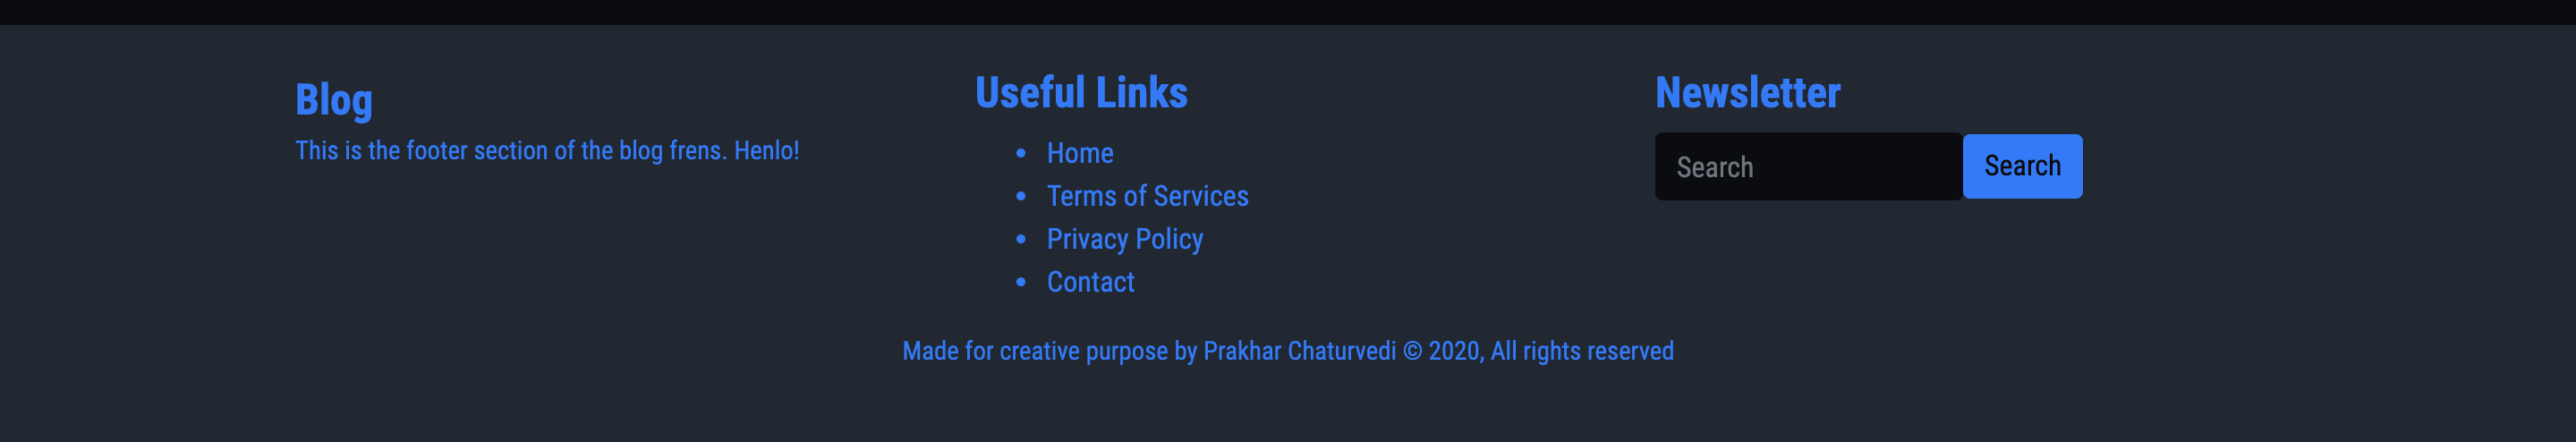 Blog
This is the footer section of the blog frens. Henlo!
Useful Links
Home
Terms of Services
Privacy Policy
Contact
Newsletter
Search
Search
Made for creative purpose by Prakhar Chaturvedi © 2020, All rights reserved